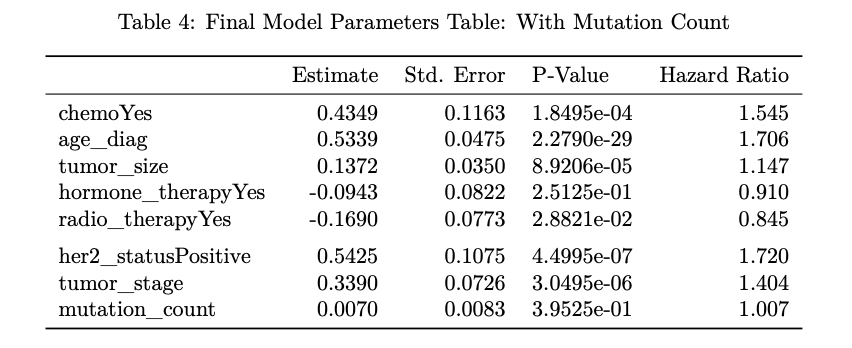 Table 4: Final Model Parameters Table: With Mutation Count
Estimate Std. Error P-Value Hazard Ratio
chemoYes 0.4349 0.1163 1.8495e-04 1.545
age_diag 0.5339 0.0475 2.2790e-29 1.706
tumor_size 0.1372 0.0350 8.9206e-05 1.147
hormone_therapyYes -0.0943 0.0822 2.5125e-01 0.910
radio_therapyYes -0.1690 0.0773 2.8821e-02 0.845
her2_statusPositive 0.5425 0.1075 4.4995e-07 1.720
tumor_stage 0.3390 0.0726 3.0495e-06 1.404
mutation_count 0.0070 0.0083 3.9525e-01 1.007